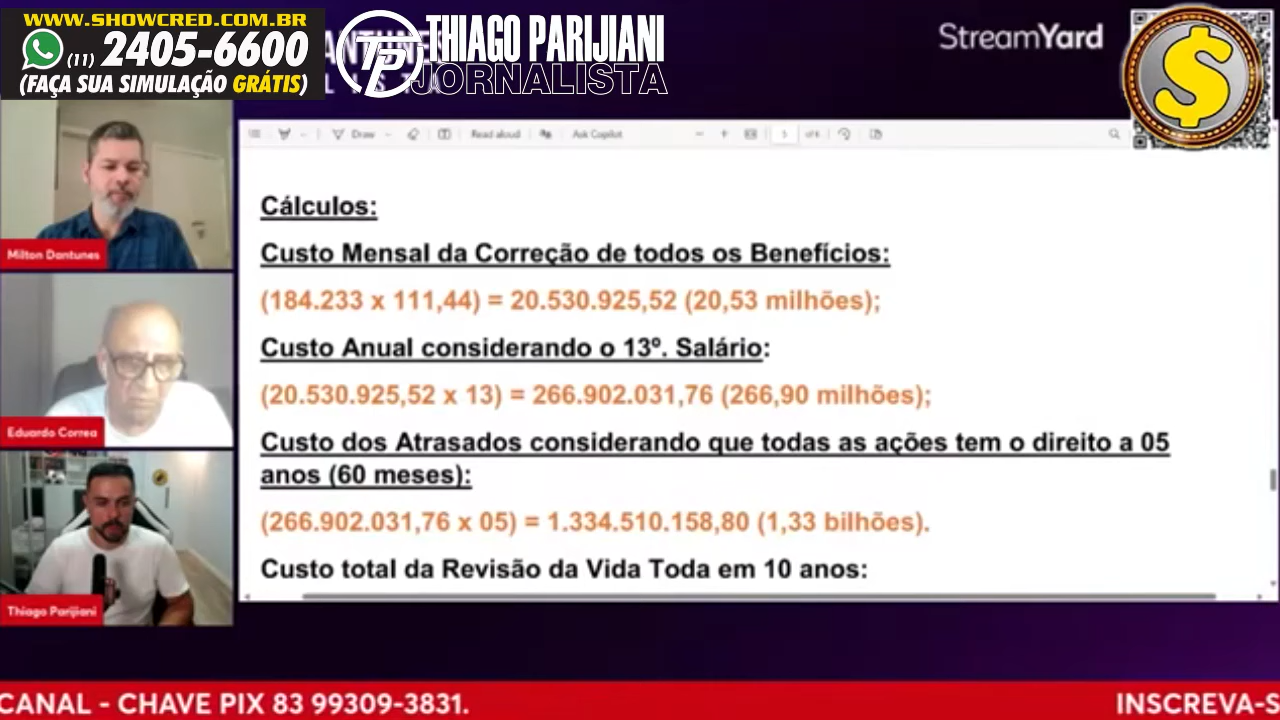 WWW.SHOWCRED.COM.BR
(11) 2405-6600
(FAÇA SUA SIMULAÇÃO GRÁTIS)
TP
THIAGO PARIJIANI
JORNALISTA
StreamYard
Draw
Read aloud
Ask Copilot
Cálculos:
Custo Mensal da Correção de todos os Benefícios:
(184.233 x 111,44) = 20.530.925,52 (20,53 milhões);
Custo Anual considerando o 13º. Salário:
(20.530.925,52 x 13) = 266.902.031,76 (266,90 milhões);
Custo dos Atrasados considerando que todas as ações tem o direito a 05
anos (60 meses):
(266.902.031,76 x 05) = 1.334.510.158,80 (1,33 bilhões).
Custo total da Revisão da Vida Toda em 10 anos:
Milton Dantunes
Eduardo Correa
Thiago Parijiani
CANAL - CHAVE PIX 83 99309-3831.
INSCREVA-S